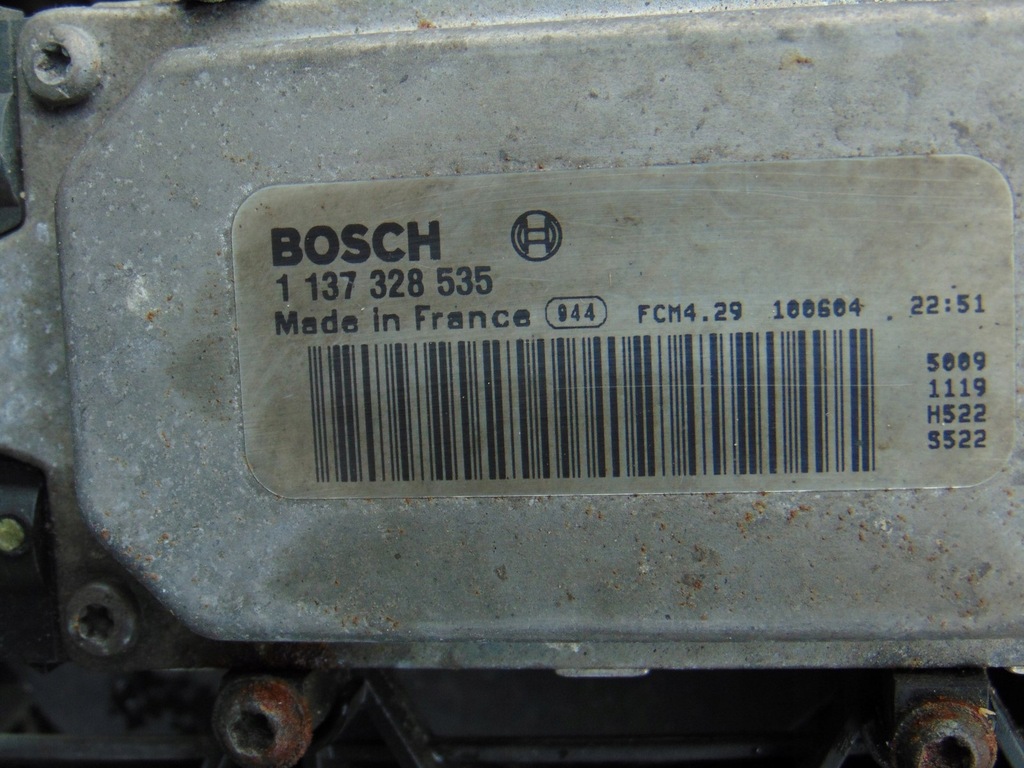 BOSCH
1 137 328 535
Made in France 944 FCM4.29 100604 22:51
5009
1119
H522
S522